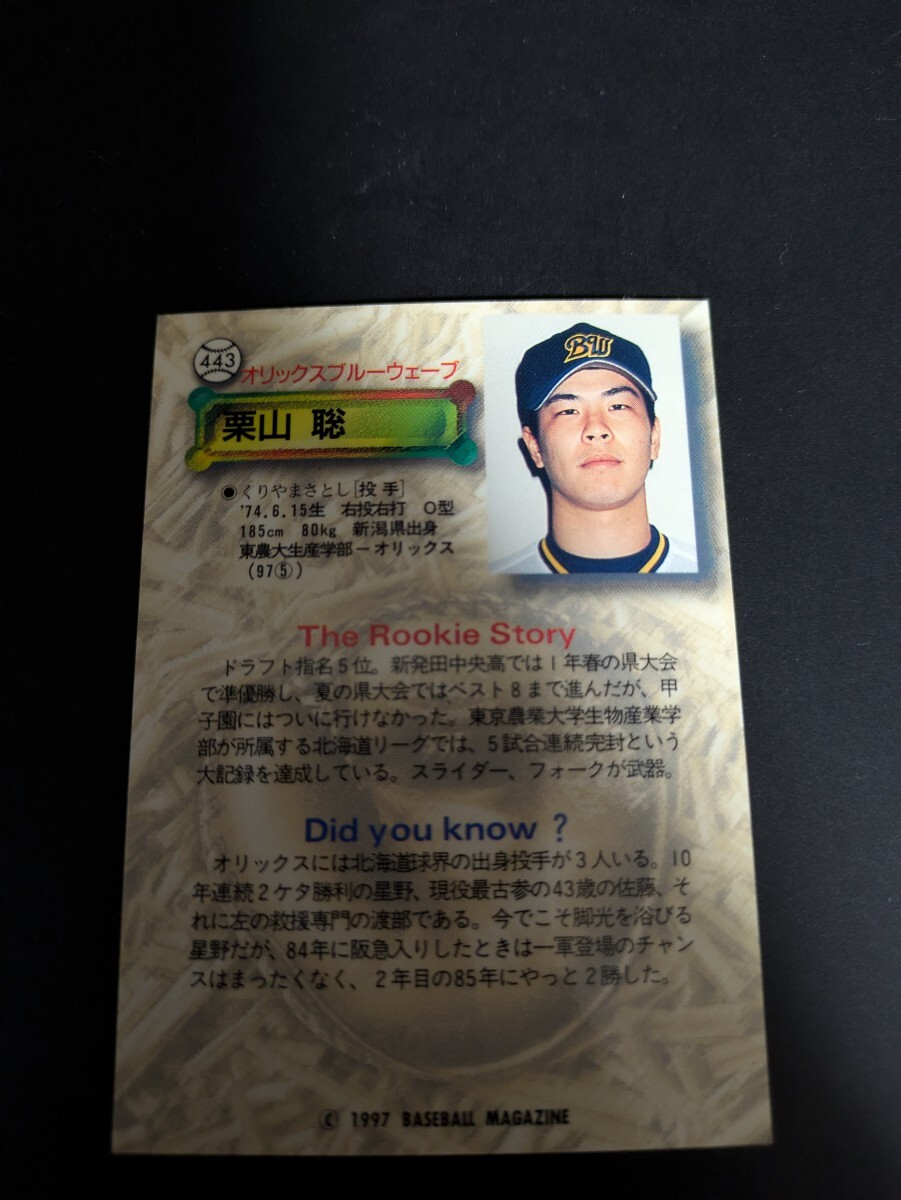 443
オリックスブルーウェーブ
BW
栗山 聡
◉くりやまさとし[投手]
'74.6.15生 右投右打 O型
185cm 80kg 新潟県出身
東農大生産学部－オリックス
(97⑤)
The Rookie Story
ドラフト指名5位。新発田中央高では1年春の県大会
で準優勝し、夏の県大会ではベスト8まで進んだが、甲
子園にはついに行けなかった。東京農業大学生物産業学
部が所属する北海道リーグでは、5試合連続完封という
大記録を達成している。スライダー、フォークが武器。
Did you know ?
オリックスには北海道球界の出身投手が3人いる。10
年連続2ケタ勝利の星野、現役最古参の43歳の佐藤、そ
れに左の救援専門の渡部である。今でこそ脚光を浴びる
星野だが、84年に阪急入りしたときは一軍登場のチャン
スはまったくなく、2年目の85年にやっと2勝した。
© 1997 BASEBALL MAGAZINE